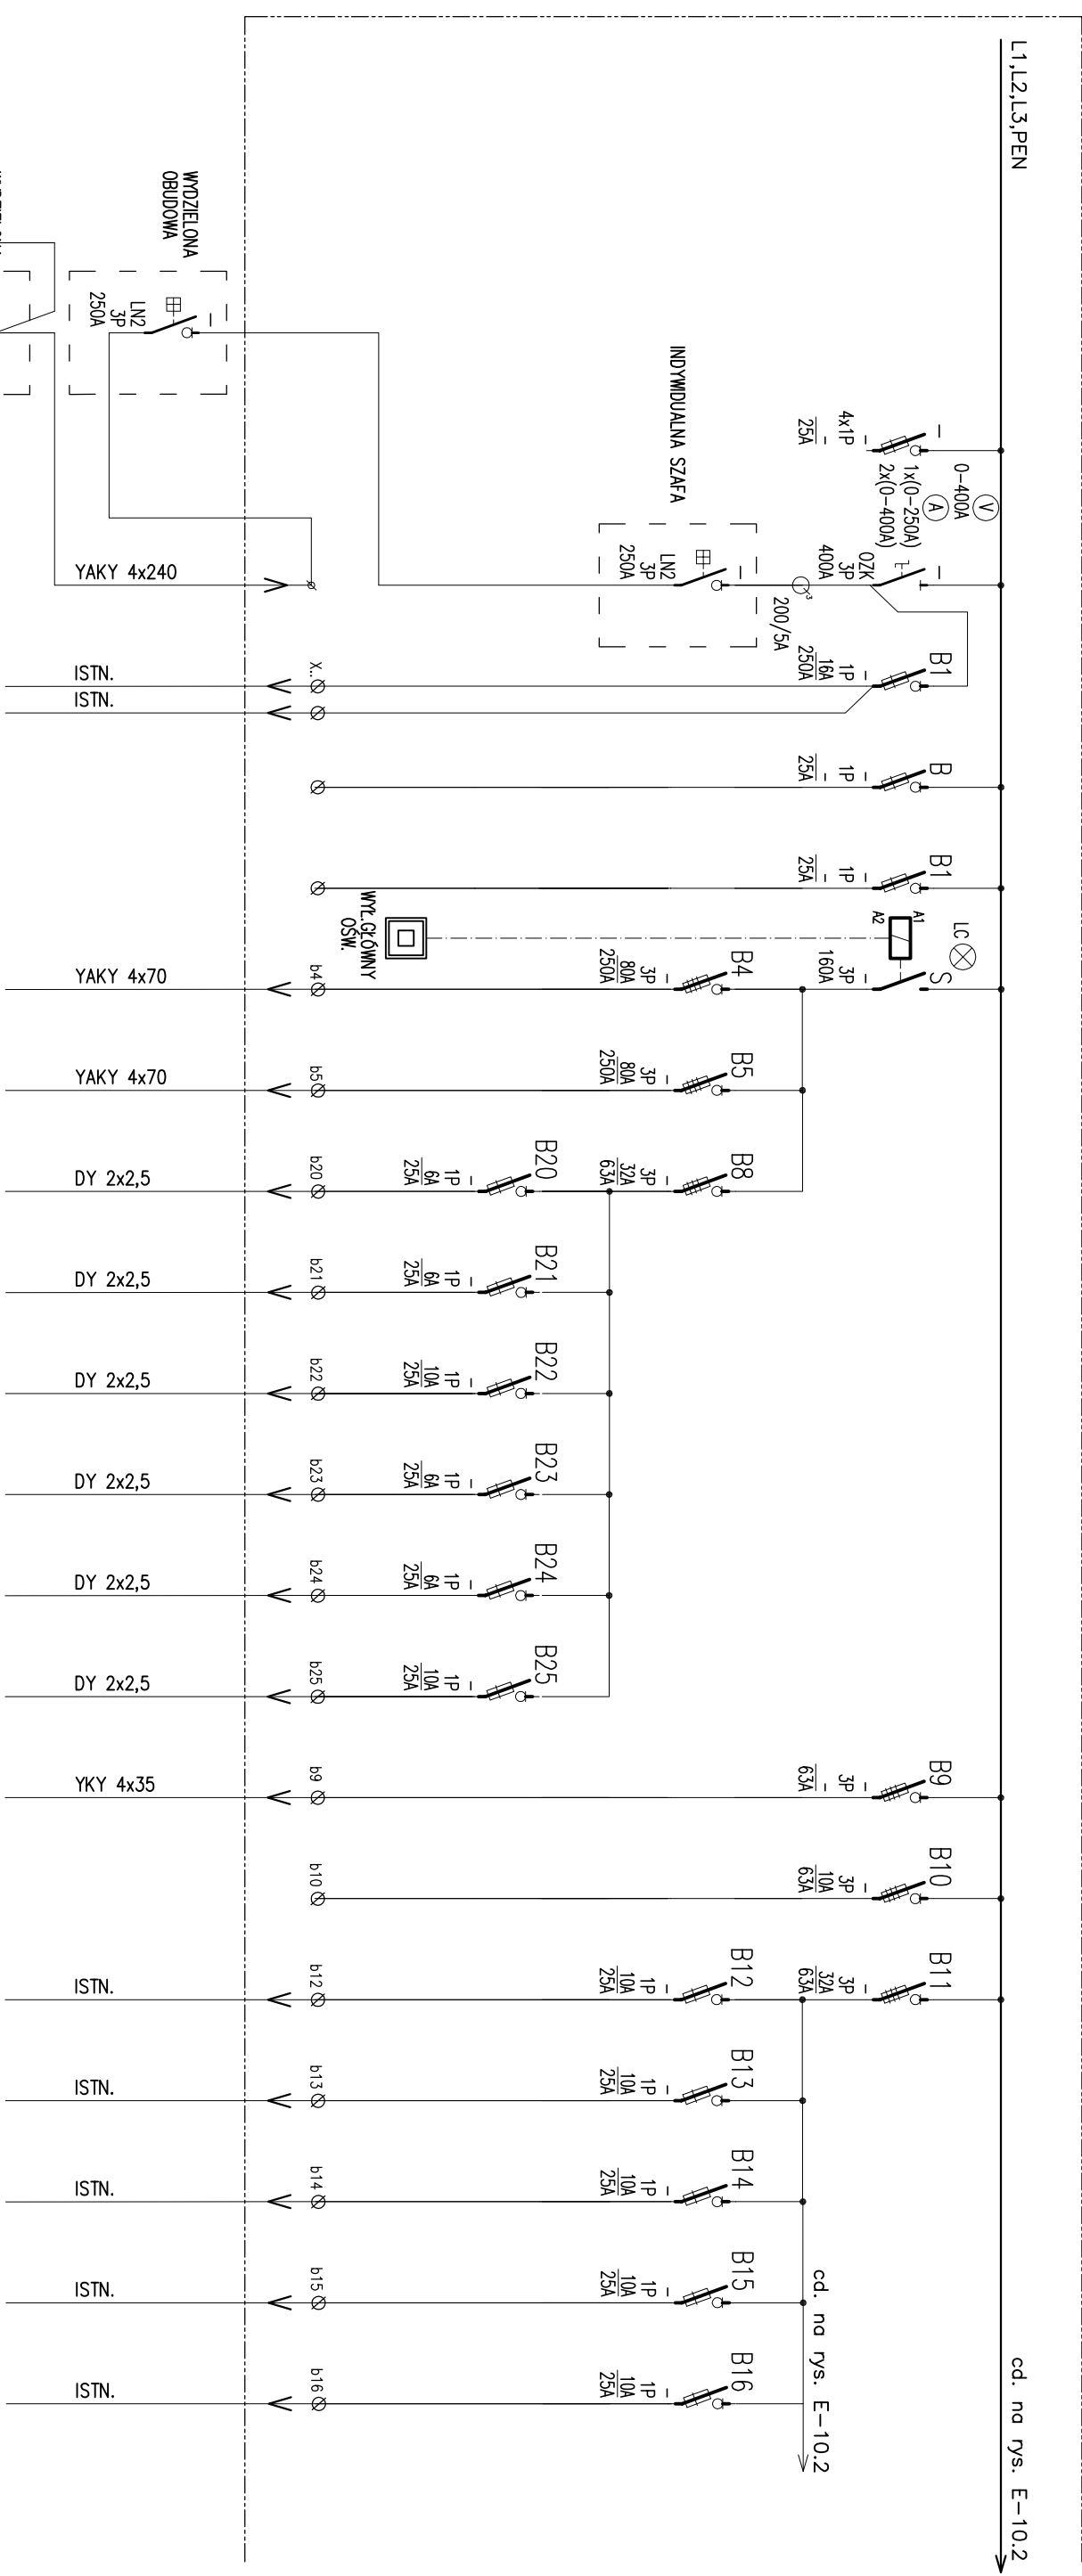 L1,L2,L3,PEN
cd. na rys. E-10.2
WYDZIELONA
OBUDOWA
LN2
3P
250A
4x1P
-
25A
V
0-400A
A
1x(0-250A)
2x(0-400A)
OZK
3P
400A
200/5A
3
INDYWIDUALNA SZAFA
LN2
3P
250A
YAKY 4x240
B1
1P
16A
250A
X..
ISTN.
ISTN.
B
1P
-
25A
B1
1P
-
25A
LC
A1
A2
S
3P
160A
WYŁ.GŁÓWNY
OŚW.
B4
3P
80A
250A
b4
YAKY 4x70
B5
3P
80A
250A
b5
YAKY 4x70
B8
3P
32A
63A
B20
1P
6A
25A
b20
DY 2x2,5
B21
1P
6A
25A
b21
DY 2x2,5
B22
1P
10A
25A
b22
DY 2x2,5
B23
1P
6A
25A
b23
DY 2x2,5
B24
1P
6A
25A
b24
DY 2x2,5
B25
1P
10A
25A
b25
DY 2x2,5
B9
3P
-
63A
b9
YKY 4x35
B10
3P
10A
63A
b10
B11
3P
32A
63A
B12
1P
10A
25A
b12
ISTN.
B13
1P
10A
25A
b13
ISTN.
B14
1P
10A
25A
b14
ISTN.
B15
1P
10A
25A
b15
ISTN.
B16
1P
10A
25A
b16
ISTN.
cd. na rys. E-10.2